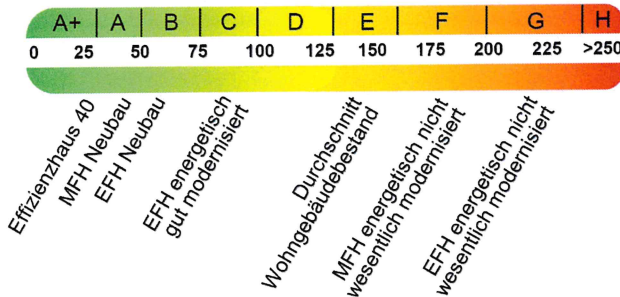 A+ A B C D E F G H
0 25 50 75 100 125 150 175 200 225 >250
Effizienzhaus 40
MFH Neubau
EFH Neubau
EFH energetisch
gut modernisiert
Durchschnitt
Wohngebäudebestand
MFH energetisch nicht
wesentlich modernisiert
EFH energetisch nicht
wesentlich modernisiert